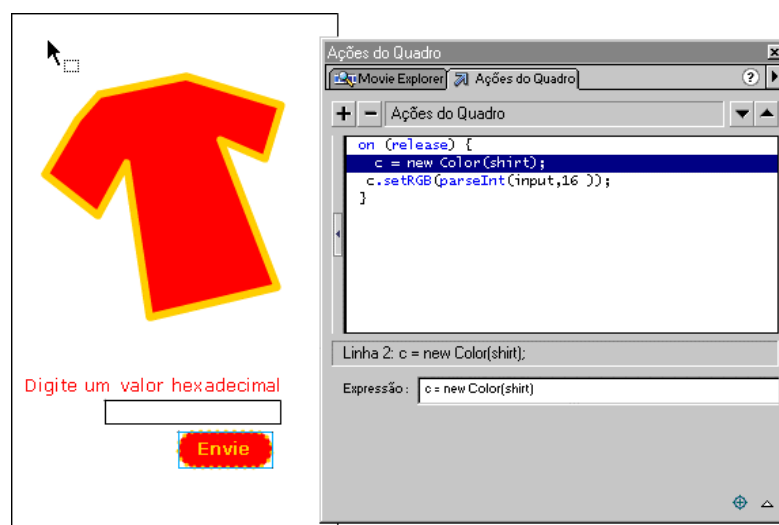 Ações do Quadro
Movie Explorer Ações do Quadro
Ações do Quadro
on (release) {
c = new Color(shirt);
c.setRGB(parseInt(input,16 ));
}
Linha 2: c = new Color(shirt);
Expressão: c = new Color(shirt)
Digite um valor hexadecimal
Envie